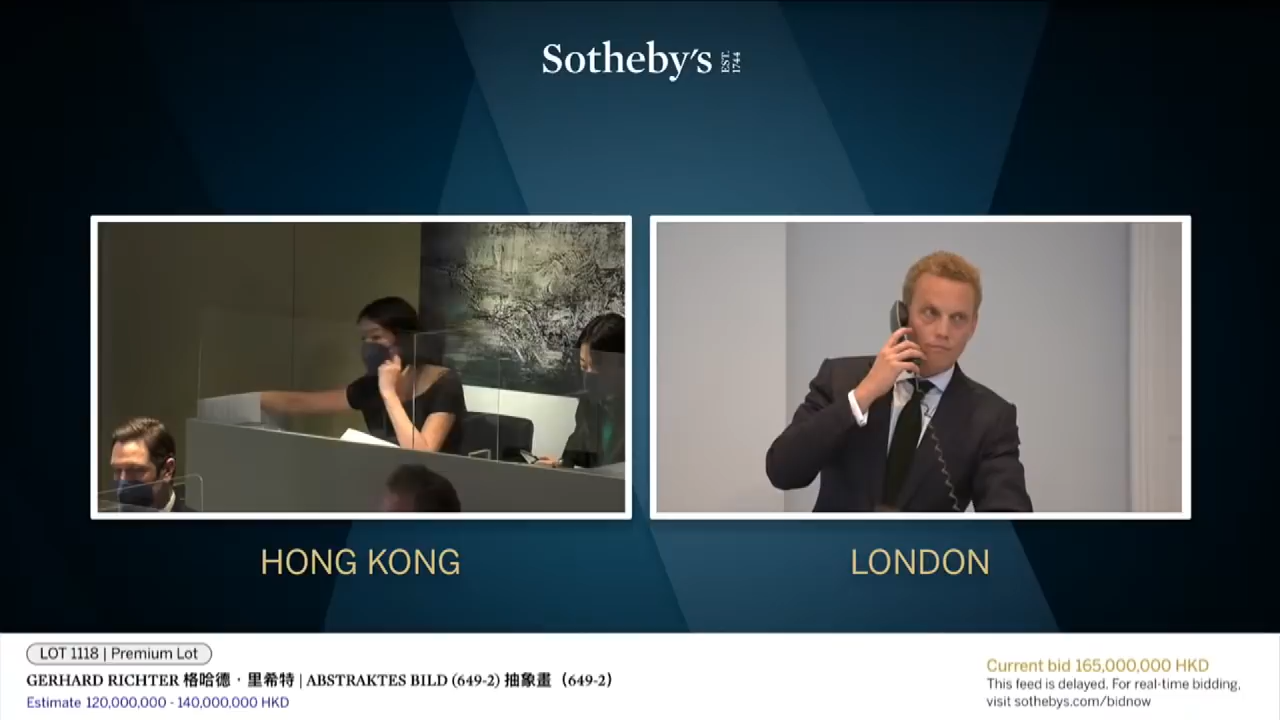 Sotheby's EST. 1744
HONG KONG
LONDON
LOT 1118 | Premium Lot
GERHARD RICHTER 格哈德・里希特 | ABSTRAKTES BILD (649-2) 抽象畫（649-2）
Estimate 120,000,000 - 140,000,000 HKD
Current bid 165,000,000 HKD
This feed is delayed. For real-time bidding,
visit sothebys.com/bidnow